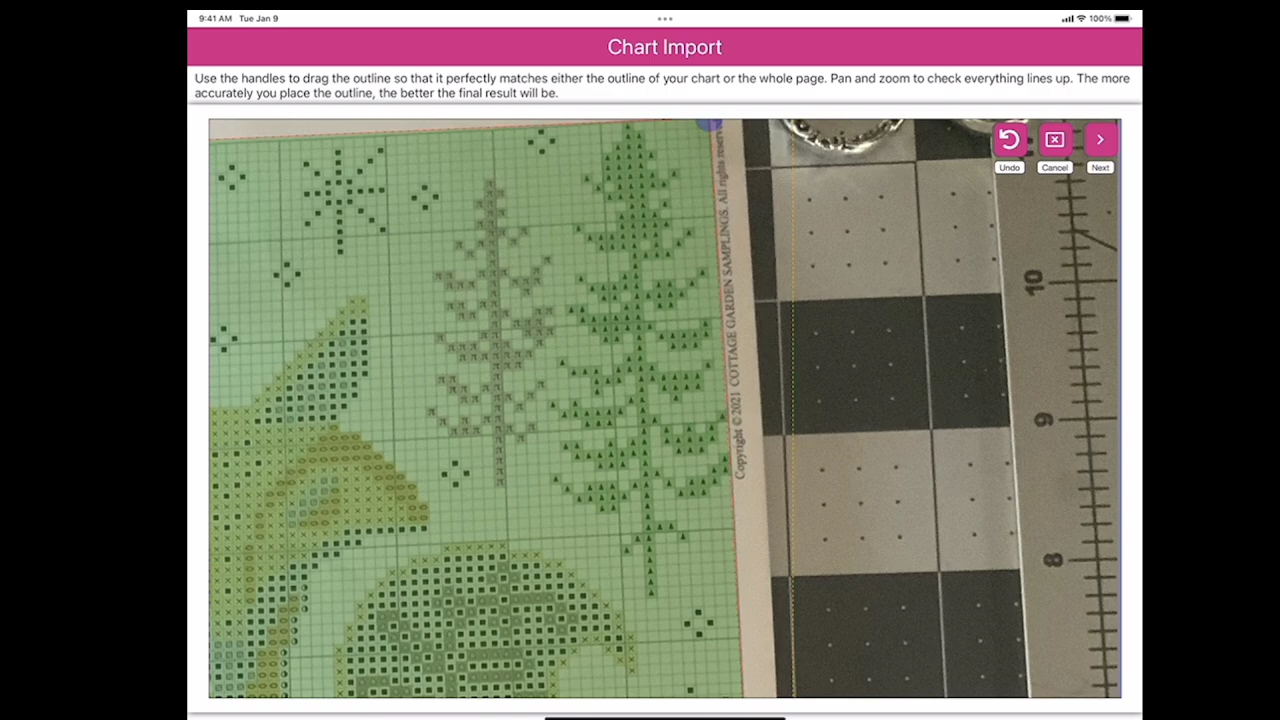 9:41 AM Tue Jan 9
100%
Chart Import
Use the handles to drag the outline so that it perfectly matches either the outline of your chart or the whole page. Pan and zoom to check everything lines up. The more
accurately you place the outline, the better the final result will be.
Undo
Cancel
Next
Copyright © 2021 COTTAGE GARDEN SAMPLINGS. All rights
10
9
8